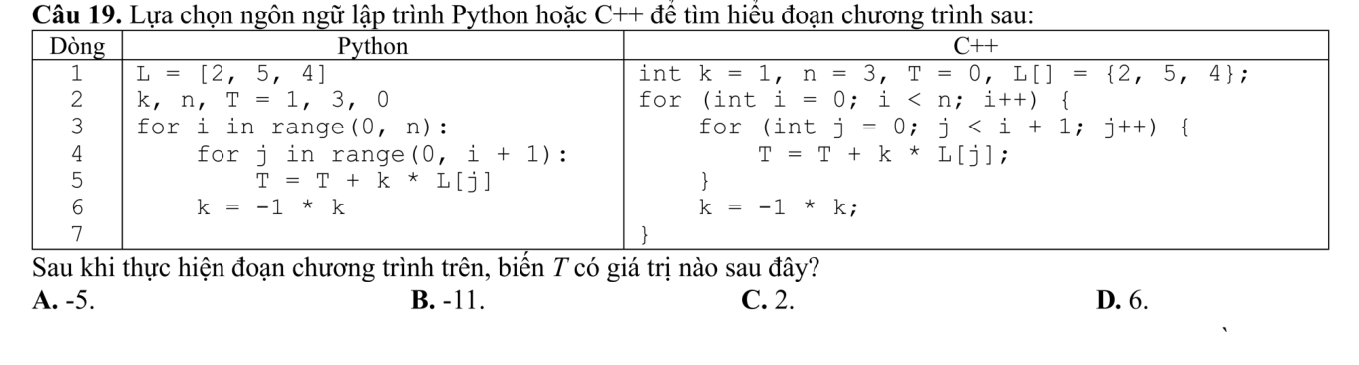 Câu 19. Lựa chọn ngôn ngữ lập trình Python hoặc C++ để tìm hiểu đoạn chương trình sau:
Dòng Python C++
1 L = [2, 5, 4] int k = 1, n = 3, T = 0, L[] = {2, 5, 4};
2 k, n, T = 1, 3, 0 for (int i = 0; i < n; i++) {
3 for i in range(0, n): for (int j = 0; j < i + 1; j++) {
4 for j in range(0, i + 1): T = T + k * L[j];
5 T = T + k * L[j] }
6 k = -1 * k k = -1 * k;
7 }
Sau khi thực hiện đoạn chương trình trên, biến T có giá trị nào sau đây?
A. -5. B. -11. C. 2. D. 6.